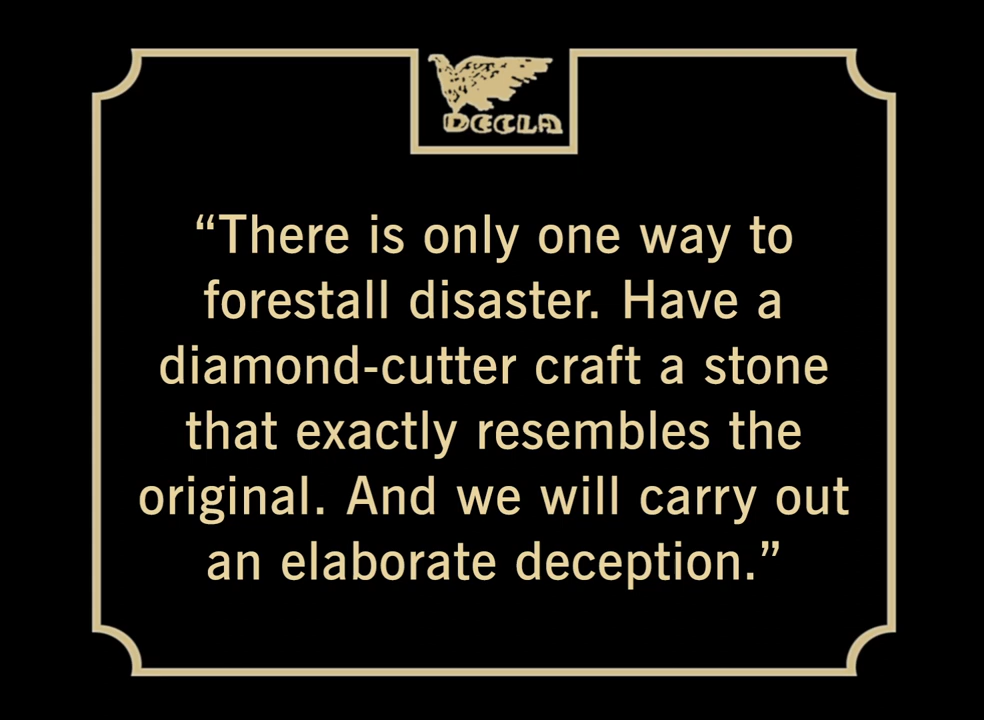 DECLA
“There is only one way to
forestall disaster. Have a
diamond-cutter craft a stone
that exactly resembles the
original. And we will carry out
an elaborate deception.”